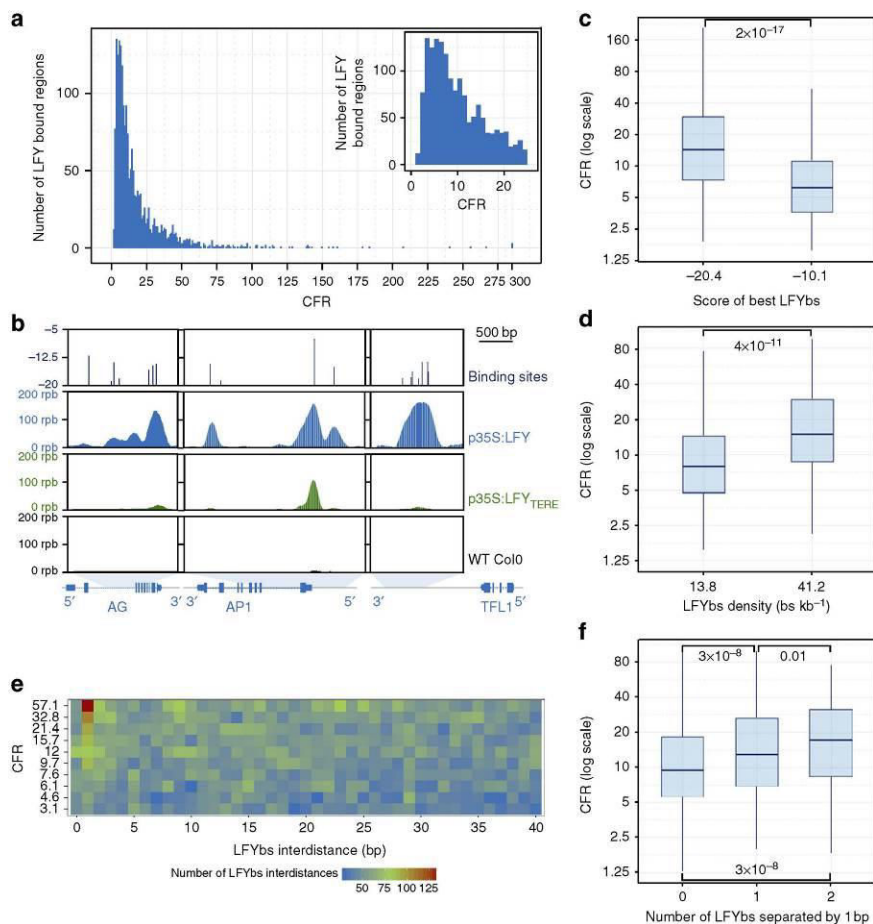 a
Number of LFY bound regions
100
50
0
0 25 50 75 100 125 150 175 200 225 250 275 300
CFR
Number of LFY
bound regions
100
50
0
0 10 20
CFR
b
−5
−12.5
−20
500 bp
Binding sites
200 rpb
0 rpb
p35S:LFY
200 rpb
0 rpb
p35S:LFYTERE
200 rpb
0 rpb
WT Col0
5′ AG 3′ 3′ AP1 5′ 3′ TFL1 5′
e
CFR
57.1
32.8
21.4
15.7
12
9.7
7.6
6.1
4.6
3.1
0 5 10 15 20 25 30 35 40
LFYbs interdistance (bp)
Number of LFYbs interdistances
50 75 100 125
c
2×10−17
CFR (log scale)
160
80
40
20
10
5
2.5
1.25
−20.4 −10.1
Score of best LFYbs
d
4×10−11
CFR (log scale)
80
40
20
10
5
2.5
1.25
13.8 41.2
LFYbs density (bs kb−1)
f
3×10−8 0.01
CFR (log scale)
80
40
20
10
5
2.5
1.25
3×10−8
0 1 2
Number of LFYbs separated by 1 bp